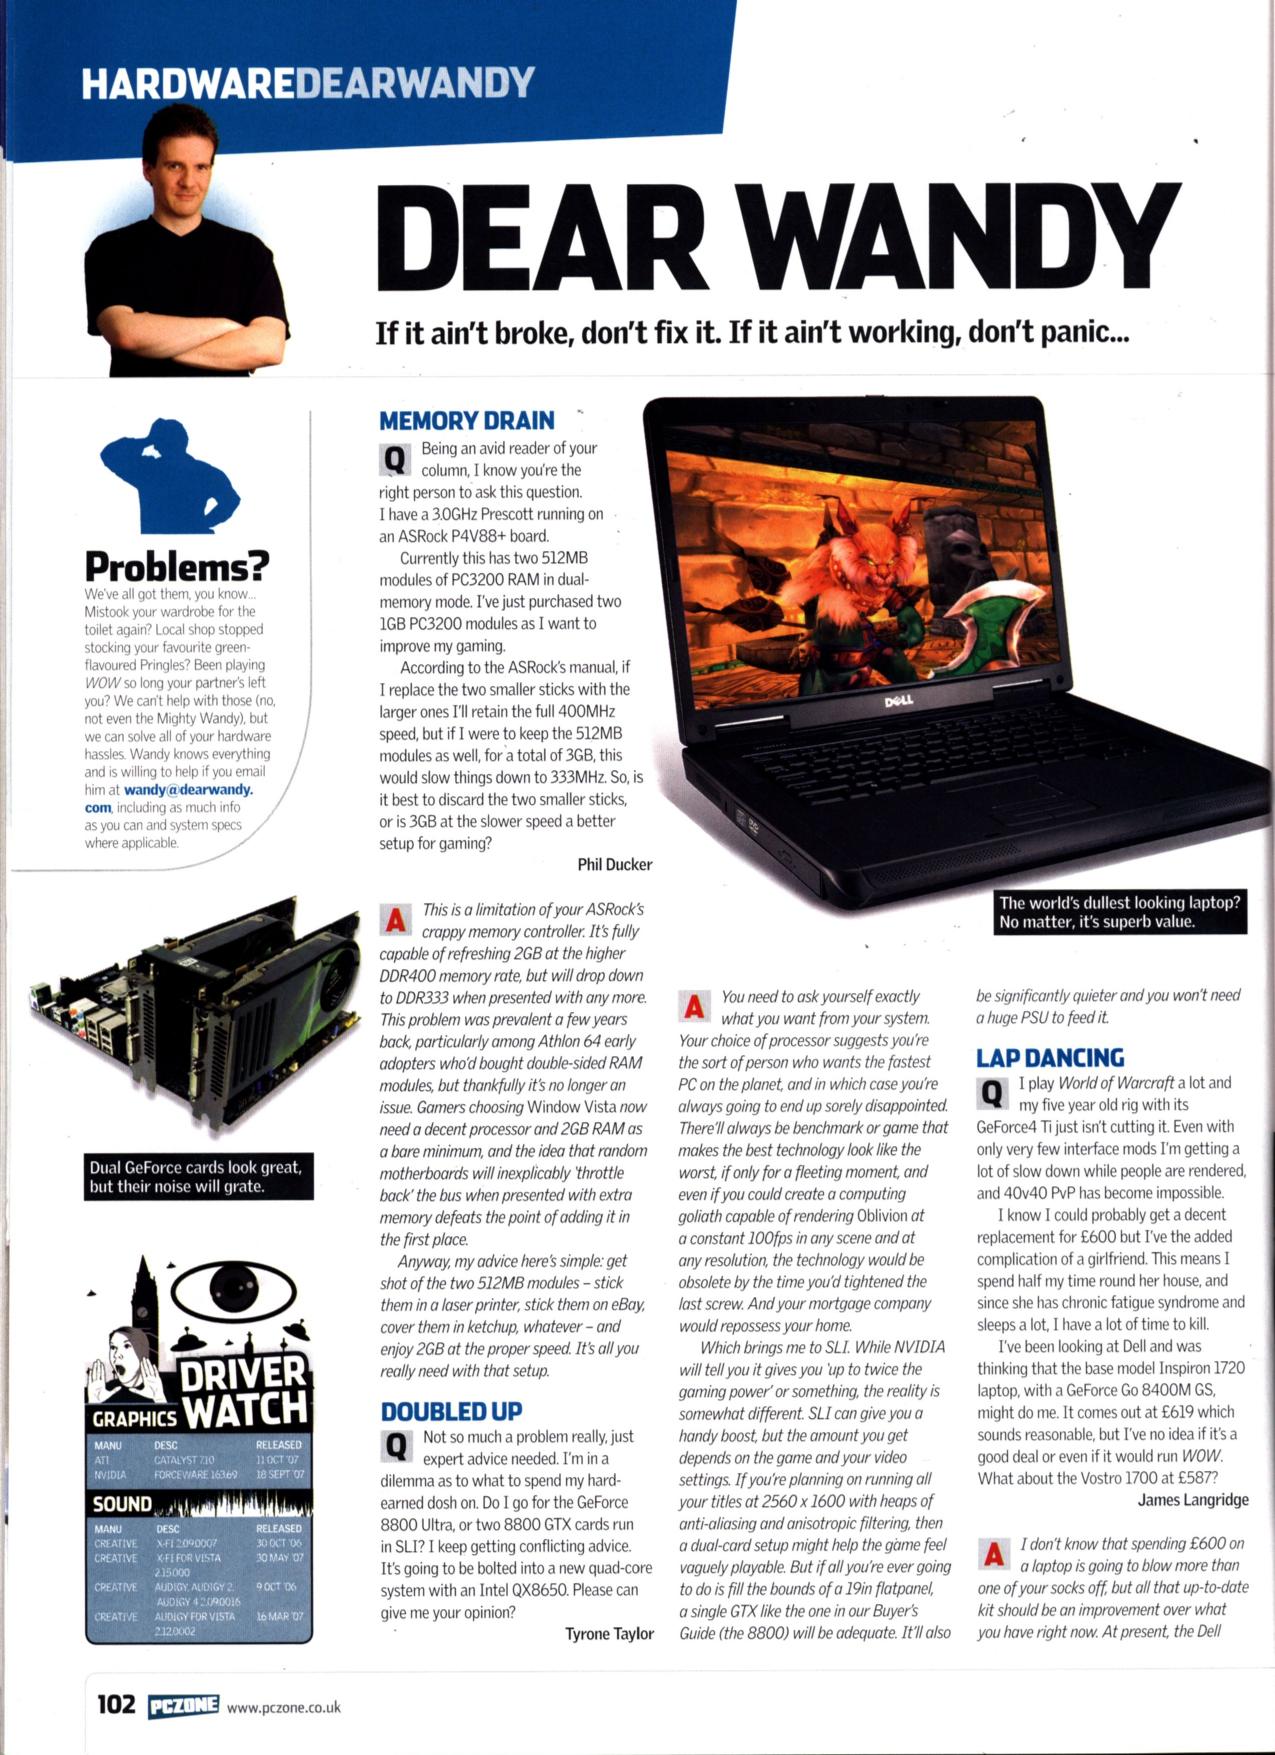 HARDWAREDEARWANDY
DEAR WANDY
If it ain't broke, don't fix it. If it ain't working, don't panic...
Problems?
We've all got them, you know...
Mistook your wardrobe for the
toilet again? Local shop stopped
stocking your favourite green-
flavoured Pringles? Been playing
WOW so long your partner's left
you? We can't help with those (no,
not even the Mighty Wandy), but
we can solve all of your hardware
hassles. Wandy knows everything
and is willing to help if you email
him at wandy@dearwandy.
com, including as much info
as you can and system specs
where applicable.
Dual GeForce cards look great,
but their noise will grate.
DRIVER
GRAPHICS WATCH
MANU DESC RELEASED
ATI CATALYST 7.10 11 OCT '07
NVIDIA FORCEWARE 163.69 18 SEPT '07
SOUND
MANU DESC RELEASED
CREATIVE X-FI 2.09.0007 30 OCT '06
CREATIVE X-FI FOR VISTA 30 MAY '07
2.15.000
CREATIVE AUDIGY, AUDIGY 2, 9 OCT '06
AUDIGY 4 2.09.0016
CREATIVE AUDIGY FOR VISTA 16 MAR '07
2.12.0002
MEMORY DRAIN
Q Being an avid reader of your
column, I know you're the
right person to ask this question.
I have a 3.0GHz Prescott running on
an ASRock P4V88+ board.
Currently this has two 512MB
modules of PC3200 RAM in dual-
memory mode. I've just purchased two
1GB PC3200 modules as I want to
improve my gaming.
According to the ASRock's manual, if
I replace the two smaller sticks with the
larger ones I'll retain the full 400MHz
speed, but if I were to keep the 512MB
modules as well, for a total of 3GB, this
would slow things down to 333MHz. So, is
it best to discard the two smaller sticks,
or is 3GB at the slower speed a better
setup for gaming?
Phil Ducker
A This is a limitation of your ASRock's
crappy memory controller. It's fully
capable of refreshing 2GB at the higher
DDR400 memory rate, but will drop down
to DDR333 when presented with any more.
This problem was prevalent a few years
back, particularly among Athlon 64 early
adopters who'd bought double-sided RAM
modules, but thankfully it's no longer an
issue. Gamers choosing Window Vista now
need a decent processor and 2GB RAM as
a bare minimum, and the idea that random
motherboards will inexplicably 'throttle
back' the bus when presented with extra
memory defeats the point of adding it in
the first place.
Anyway, my advice here's simple: get
shot of the two 512MB modules – stick
them in a laser printer, stick them on eBay,
cover them in ketchup, whatever – and
enjoy 2GB at the proper speed. It's all you
really need with that setup.
DOUBLED UP
Q Not so much a problem really, just
expert advice needed. I'm in a
dilemma as to what to spend my hard-
earned dosh on. Do I go for the GeForce
8800 Ultra, or two 8800 GTX cards run
in SLI? I keep getting conflicting advice.
It's going to be bolted into a new quad-core
system with an Intel QX8650. Please can
give me your opinion?
Tyrone Taylor
DELL
The world's dullest looking laptop?
No matter, it's superb value.
A You need to ask yourself exactly
what you want from your system.
Your choice of processor suggests you're
the sort of person who wants the fastest
PC on the planet, and in which case you're
always going to end up sorely disappointed.
There'll always be benchmark or game that
makes the best technology look like the
worst, if only for a fleeting moment, and
even if you could create a computing
goliath capable of rendering Oblivion at
a constant 100fps in any scene and at
any resolution, the technology would be
obsolete by the time you'd tightened the
last screw. And your mortgage company
would repossess your home.
Which brings me to SLI. While NVIDIA
will tell you it gives you 'up to twice the
gaming power' or something, the reality is
somewhat different. SLI can give you a
handy boost, but the amount you get
depends on the game and your video
settings. If you're planning on running all
your titles at 2560 x 1600 with heaps of
anti-aliasing and anisotropic filtering, then
a dual-card setup might help the game feel
vaguely playable. But if all you're ever going
to do is fill the bounds of a 19in flatpanel,
a single GTX like the one in our Buyer's
Guide (the 8800) will be adequate. It'll also
be significantly quieter and you won't need
a huge PSU to feed it.
LAP DANCING
Q I play World of Warcraft a lot and
my five year old rig with its
GeForce4 Ti just isn't cutting it. Even with
only very few interface mods I'm getting a
lot of slow down while people are rendered,
and 40v40 PvP has become impossible.
I know I could probably get a decent
replacement for £600 but I've the added
complication of a girlfriend. This means I
spend half my time round her house, and
since she has chronic fatigue syndrome and
sleeps a lot, I have a lot of time to kill.
I've been looking at Dell and was
thinking that the base model Inspiron 1720
laptop, with a GeForce Go 8400M GS,
might do me. It comes out at £619 which
sounds reasonable, but I've no idea if it's a
good deal or even if it would run WOW.
What about the Vostro 1700 at £587?
James Langridge
A I don't know that spending £600 on
a laptop is going to blow more than
one of your socks off, but all that up-to-date
kit should be an improvement over what
you have right now. At present, the Dell
102 PCZONE www.pczone.co.uk